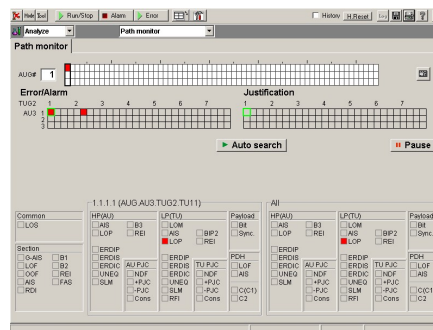 Mode Tool Run/Stop Alarm Error History H.Reset
Analyze Path monitor
Path monitor
AUG# 1
Error/Alarm Justification
TUG2 1 2 3 4 5 6 7 1 2 3 4 5 6 7
AU3 1
2
3
Auto search Pause
1.1.1.1 (AUG.AU3.TUG2.TU11) All
Common HP(AU) LP(TU) Payload HP(AU) LP(TU) Payload
LOS AIS B3 LOM Bit AIS B3 LOM Bit
LOP REI AIS BIP2 Sync. LOP REI AIS BIP2 Sync.
LOP REI LOP REI
Section ERDIP ERDIP PDH ERDIP ERDIP PDH
G-AIS B1 ERDIS ERDIS LOF ERDIS ERDIS LOF
LOF B2 ERDIC AU PJC ERDIC TU PJC AIS ERDIC AU PJC ERDIC TU PJC AIS
OOF REI UNEQ NDF UNEQ NDF UNEQ NDF UNEQ NDF
AIS FAS SLM +PJC SLM +PJC C(C1) SLM +PJC SLM +PJC C(C1)
RDI -PJC RFI -PJC C2 -PJC RFI -PJC C2
Cons Cons Cons Cons